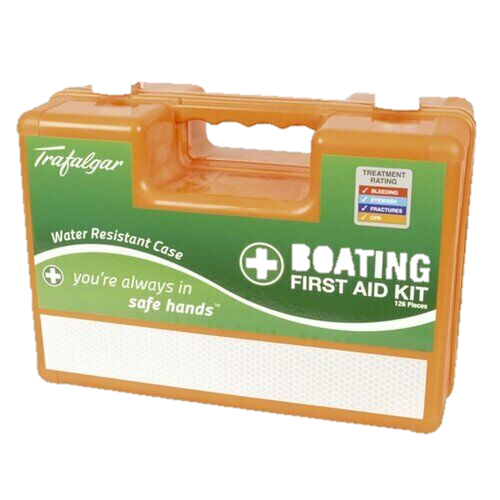 Trafalgar
Water Resistant Case
you're always in
safe hands™
TREATMENT
RATING
✓ BLEEDING
✓ EYEWASH
✓ FRACTURES
✓ CPR
BOATING
FIRST AID KIT
126 Pieces